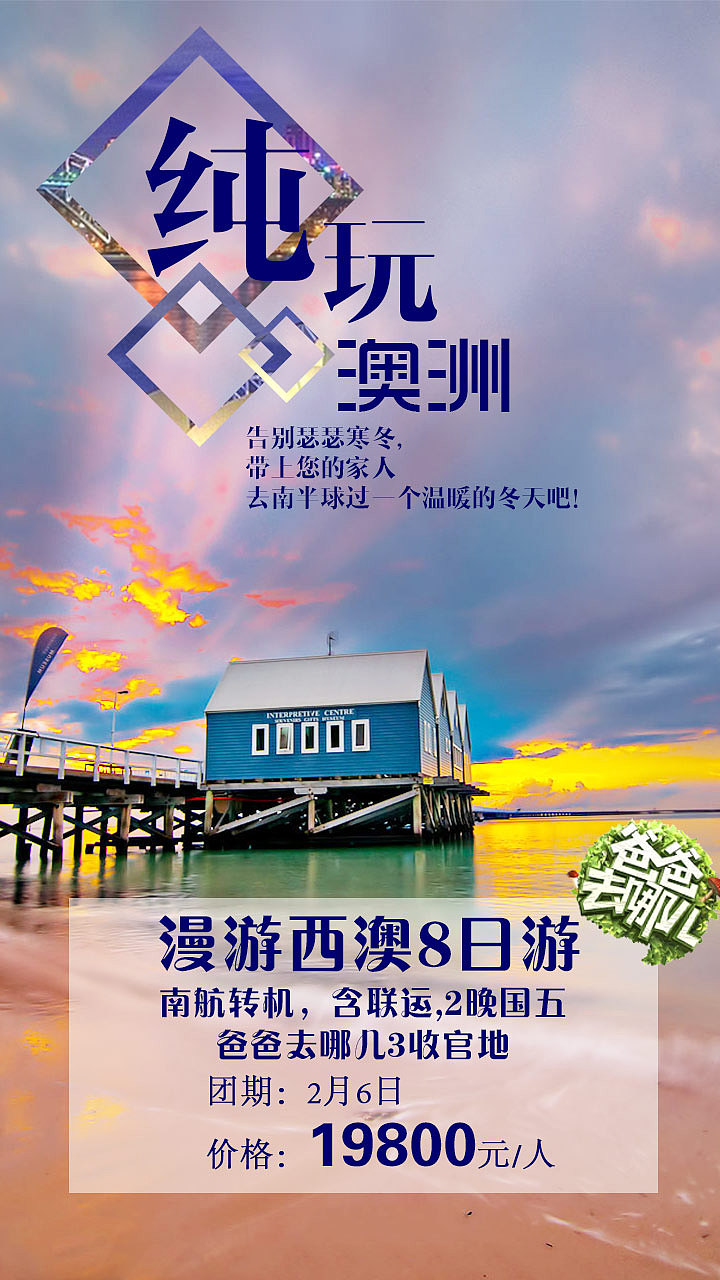 纯
玩
澳洲
告别瑟瑟寒冬,
带上您的家人
去南半球过一个温暖的冬天吧!
MUSEUM
INTERPRETIVE CENTRE
SOUVENIRS GIFTS MUSEUM
爸爸
去哪儿
漫游西澳8日游
南航转机，含联运,2晚国五
爸爸去哪儿3收官地
团期：2月6日
价格：19800元/人